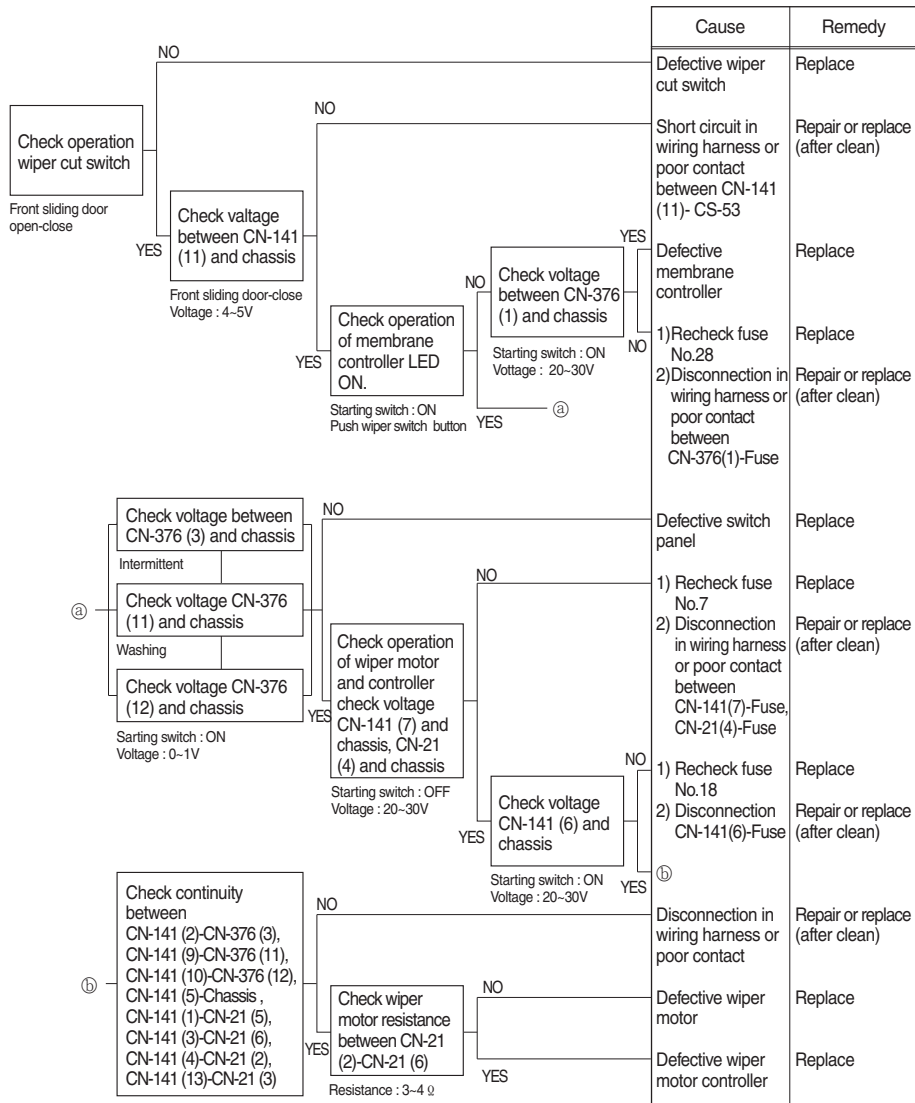 Cause
Remedy
NO
Defective wiper
cut switch
Replace
Check operation
wiper cut switch
Front sliding door
open-close
NO
Short circuit in
wiring harness or
poor contact
between CN-141
(11)- CS-53
Repair or replace
(after clean)
YES
Check valtage
between CN-141
(11) and chassis
Front sliding door-close
Voltage : 4~5V
YES
Check operation
of membrane
controller LED
ON.
Starting switch : ON
Push wiper switch button
NO
Check voltage
between CN-376
(1) and chassis
Starting switch : ON
Vottage : 20~30V
YES
Defective
membrane
controller
Replace
NO
1)Recheck fuse
No.28
Replace
2)Disconnection in
wiring harness or
poor contact
between
CN-376(1)-Fuse
Repair or replace
(after clean)
YES
ⓐ
ⓐ
Check voltage between
CN-376 (3) and chassis
Intermittent
Check voltage CN-376
(11) and chassis
Washing
Check voltage CN-376
(12) and chassis
Sarting switch : ON
Voltage : 0~1V
NO
Defective switch
panel
Replace
YES
Check operation
of wiper motor
and controller
check voltage
CN-141 (7) and
chassis, CN-21
(4) and chassis
Starting switch : OFF
Voltage : 20~30V
NO
1) Recheck fuse
No.7
Replace
2) Disconnection
in wiring harness
or poor contact
between
CN-141(7)-Fuse,
CN-21(4)-Fuse
Repair or replace
(after clean)
YES
Check voltage
CN-141 (6) and
chassis
Starting switch : ON
Voltage : 20~30V
NO
1) Recheck fuse
No.18
Replace
2) Disconnection
CN-141(6)-Fuse
Repair or replace
(after clean)
YES
ⓑ
ⓑ
Check continuity
between
CN-141 (2)-CN-376 (3),
CN-141 (9)-CN-376 (11),
CN-141 (10)-CN-376 (12),
CN-141 (5)-Chassis ,
CN-141 (1)-CN-21 (5),
CN-141 (3)-CN-21 (6),
CN-141 (4)-CN-21 (2),
CN-141 (13)-CN-21 (3)
NO
Disconnection in
wiring harness or
poor contact
Repair or replace
(after clean)
YES
Check wiper
motor resistance
between CN-21
(2)-CN-21 (6)
Resistance : 3~4 Ω
NO
Defective wiper
motor
Replace
YES
Defective wiper
motor controller
Replace